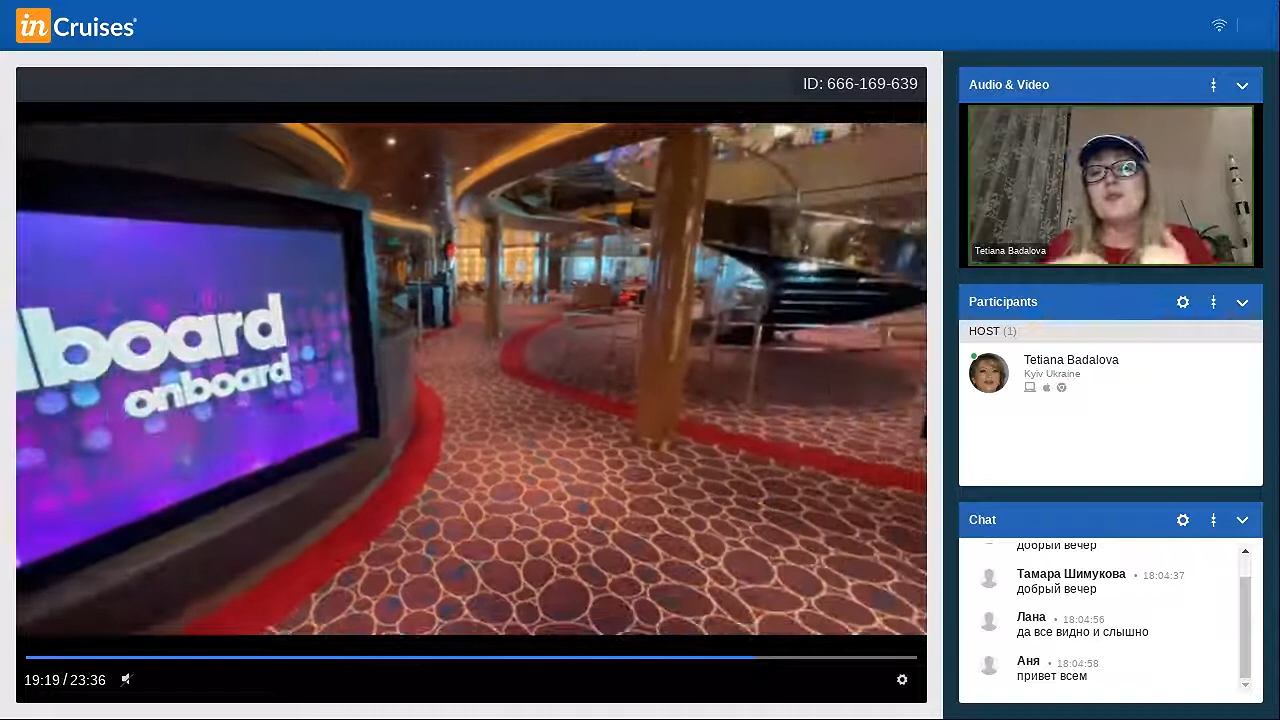 in Cruises
ID: 666-169-639
board
onboard
19:19 / 23:36
Audio & Video
Tetiana Badalova
Participants
HOST (1)
Tetiana Badalova
Kyiv Ukraine
Chat
добрый вечер
Тамара Шимукова • 18:04:37
добрый вечер
Лана • 18:04:56
да все видно и слышно
Аня • 18:04:58
привет всем